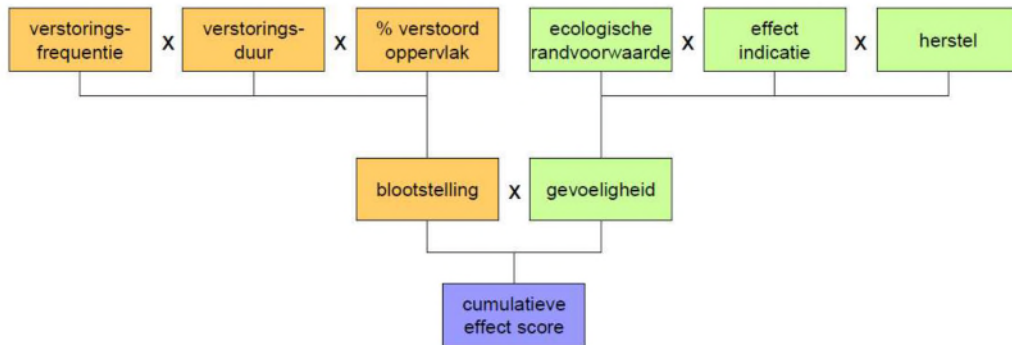 verstorings-
frequentie
X
verstorings-
duur
X
% verstoord
oppervlak
ecologische
randvoorwaarde
X
effect
indicatie
X
herstel
blootstelling
X
gevoeligheid
cumulatieve
effect score